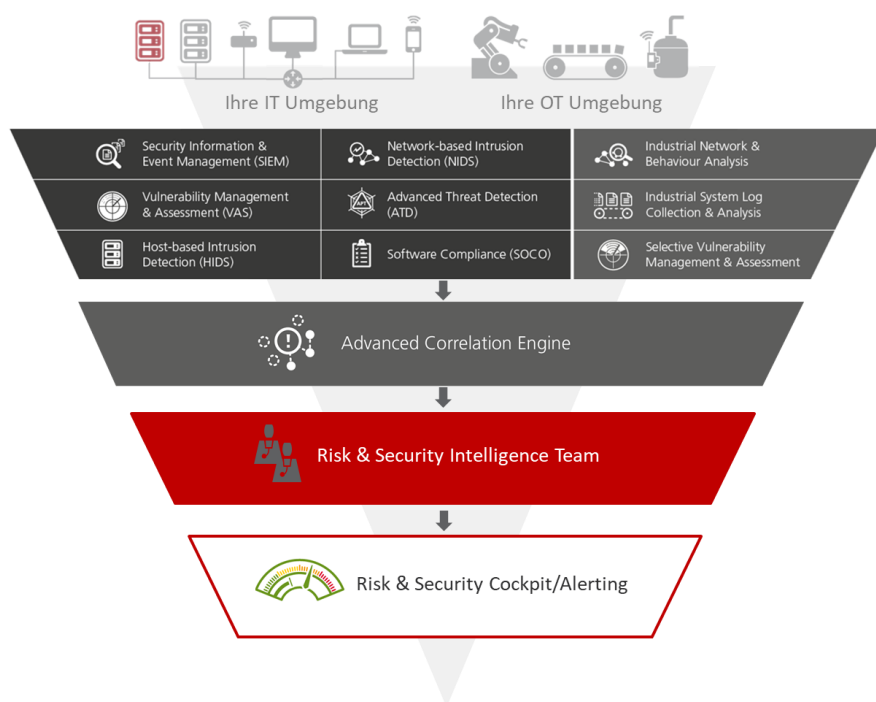 Ihre IT Umgebung
Ihre OT Umgebung
Security Information &
Event Management (SIEM)
Network-based Intrusion
Detection (NIDS)
Industrial Network &
Behaviour Analysis
Vulnerability Management
& Assessment (VAS)
APT
Advanced Threat Detection
(ATD)
Industrial System Log
Collection & Analysis
Host-based Intrusion
Detection (HIDS)
Software Compliance (SOCO)
Selective Vulnerability
Management & Assessment
Advanced Correlation Engine
Risk & Security Intelligence Team
Risk & Security Cockpit/Alerting